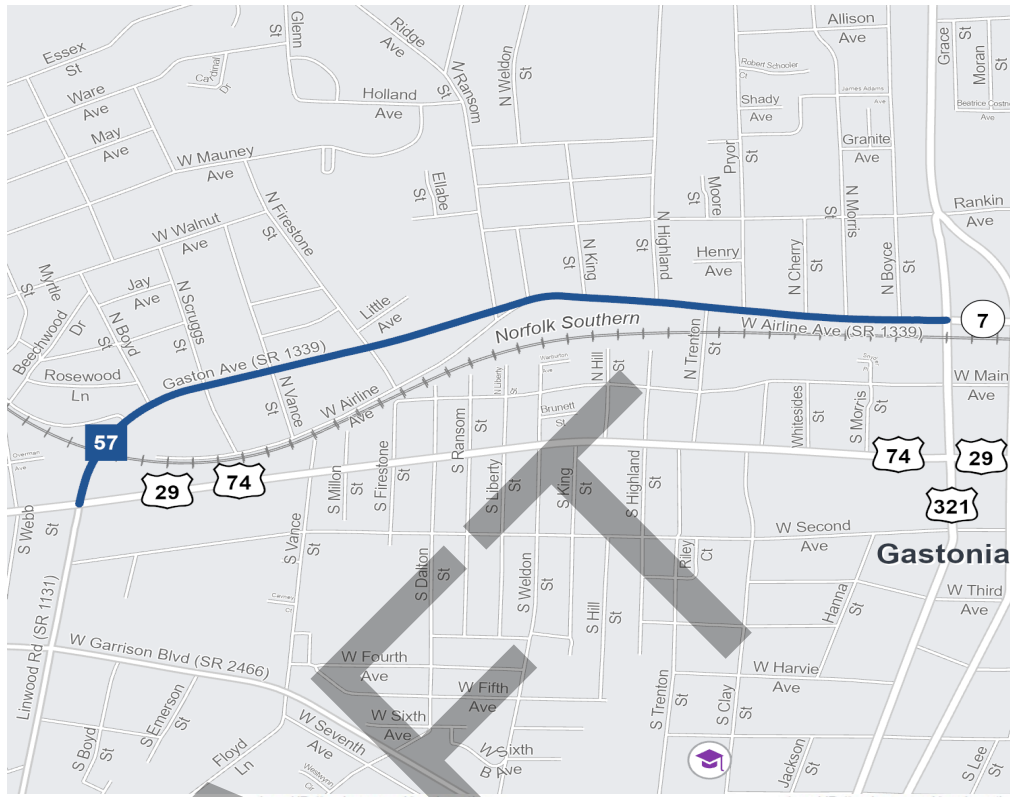 Essex
St
Ware
Ave
May
Ave
Cardinal
Dr
Glenn
St
Ridge
Ave
N Ransom
St
N Weldon
St
Holland
Ave
W Mauney
Ave
Ellabe
St
N Firestone
St
W Walnut
Ave
Myrtle
St
Jay
Ave
Beechwood
Dr
N Boyd
St
N Scruggs
St
Rosewood
Ln
Little
Ave
Gaston Ave (SR 1339)
N Vance
St
W Airline
Ave
Norfolk Southern
W Airline Ave (SR 1339)
Allison
Ave
Robert Schooler
Ct
James Adams
Ave
Shady
Ave
Granite
Ave
Pryor
St
Moore
St
N Highland
St
N King
St
Henry
Ave
N Cherry
St
N Morris
St
N Boyce
St
Grace
St
Moran
St
Beatrice Costner
Ave
Rankin
Ave
7
57
29
74
74
29
321
Overman
Ave
S Webb
St
Linwood Rd (SR 1131)
W Garrison Blvd (SR 2466)
S Millon
St
S Firestone
St
S Ransom
St
N Liberty
St
S Liberty
St
Warburton
Ave
Brunett
St
N Hill
St
N Trenton
St
S King
St
S Highland
St
Whitesides
St
S Morris
St
W Main
Ave
S Vance
St
S Dalton
St
S Weldon
St
S Hill
St
Riley
Ct
W Second
Ave
Gastonia
Hanna
St
W Third
Ave
W Harvie
Ave
W Fourth
Ave
W Fifth
Ave
W Sixth
Ave
W Sixth
B Ave
W Seventh
Ave
S Boyd
St
S Emerson
St
Floyd
Ln
Westwynn
Cir
S Trenton
St
S Clay
St
Jackson
St
S Lee
St